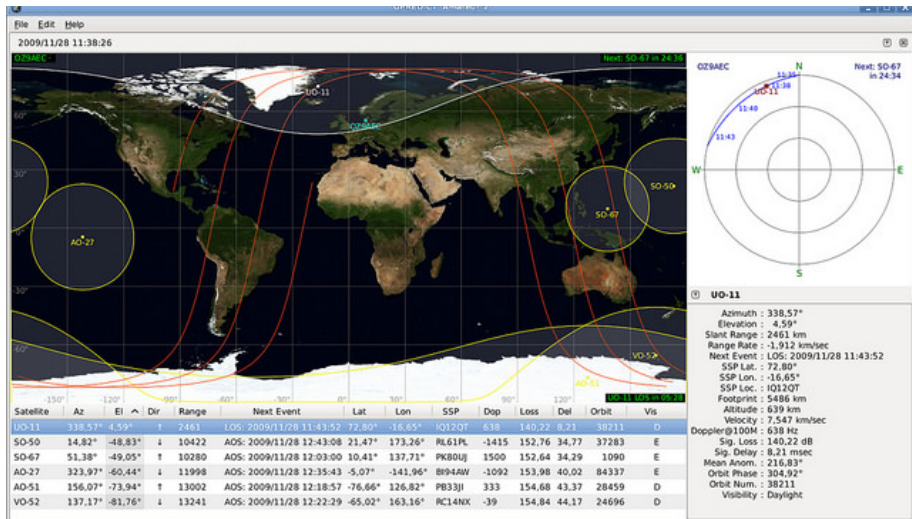 GPREDICT: Amateur
File Edit Help
2009/11/28 11:38:26
OZ9AEC
Next: SO-67 in 24:36
UO-11
OZ9AEC
60°
30°
0°
-30°
-60°
SO-50
SO-67
AO-27
VO-52
AO-51
-150° -120° -90° -60° -30° 0° 30° 60° 90° 120° 150°
UO-11 LOS in 05:28
OZ9AEC
Next: SO-67
in 24:34
N
11:35
11:38
UO-11
11:40
11:43
W
E
S
UO-11
Azimuth : 338,57°
Elevation : 4,59°
Slant Range : 2461 km
Range Rate : -1,912 km/sec
Next Event : LOS: 2009/11/28 11:43:52
SSP Lat. : 72,80°
SSP Lon. : -16,65°
SSP Loc. : IQ12QT
Footprint : 5486 km
Altitude : 639 km
Velocity : 7,547 km/sec
Doppler@100M : 638 Hz
Sig. Loss : 140,22 dB
Sig. Delay : 8,21 msec
Mean Anom. : 216,83°
Orbit Phase : 304,92°
Orbit Num. : 38211
Visibility : Daylight
Satellite Az El Dir Range Next Event Lat Lon SSP Dop Loss Del Orbit Vis
UO-11 338,57° 4,59° ↑ 2461 LOS: 2009/11/28 11:43:52 72,80° -16,65° IQ12QT 638 140,22 8,21 38211 D
SO-50 14,82° -48,83° ↓ 10422 AOS: 2009/11/28 12:43:08 21,47° 173,26° RL61PL -1415 152,76 34,77 37283 E
SO-67 51,38° -49,05° ↑ 10280 AOS: 2009/11/28 12:03:00 10,41° 137,71° PK80UJ 1500 152,64 34,29 1090 E
AO-27 323,97° -60,44° ↓ 11998 AOS: 2009/11/28 12:35:43 -5,07° -141,96° BI94AW -1092 153,98 40,02 84337 E
AO-51 156,07° -73,94° ↑ 13002 AOS: 2009/11/28 12:18:57 -76,66° 126,82° PB33JI 333 154,68 43,37 28459 D
VO-52 137,17° -81,76° ↓ 13241 AOS: 2009/11/28 12:22:29 -65,02° 163,16° RC14NX -39 154,84 44,17 24696 D